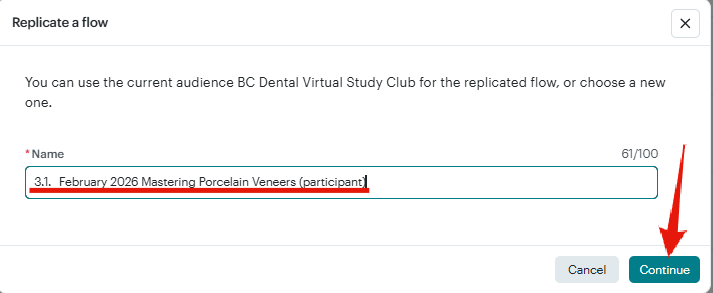 Replicate a flow
You can use the current audience BC Dental Virtual Study Club for the replicated flow, or choose a new
one.
*Name
61/100
3.1. February 2026 Mastering Porcelain Veneers (participant)
Cancel
Continue